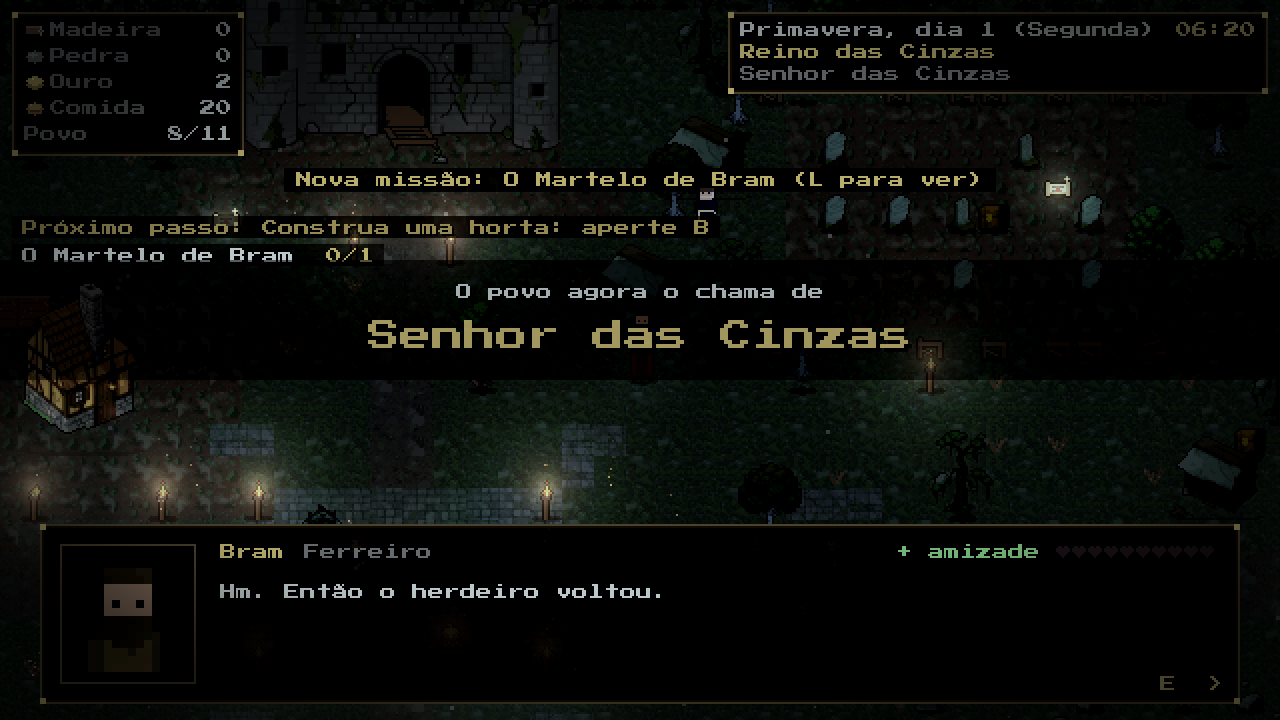 Madeira 0
Pedra 0
Ouro 2
Comida 20
Povo 8/11
Primavera, dia 1 (Segunda) 06:20
Reino das Cinzas
Senhor das Cinzas
Nova missão: O Martelo de Bram (L para ver)
Próximo passo: Construa uma horta: aperte B
O Martelo de Bram 0/1
O povo agora o chama de
Senhor das Cinzas
Bram Ferreiro + amizade
Hm. Então o herdeiro voltou.
E >